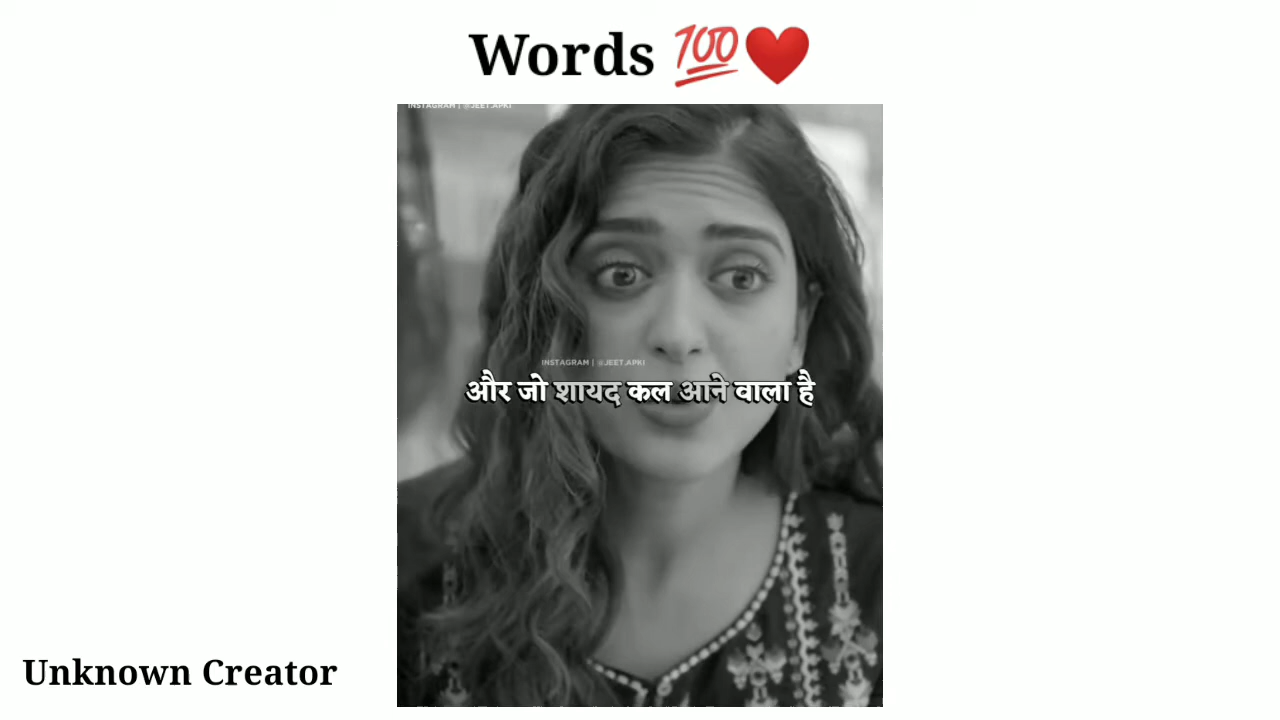 Words 💯❤️
INSTAGRAM | @JEET.APKI
INSTAGRAM | @JEET.APKI
और जो शायद कल आने वाला है
Unknown Creator